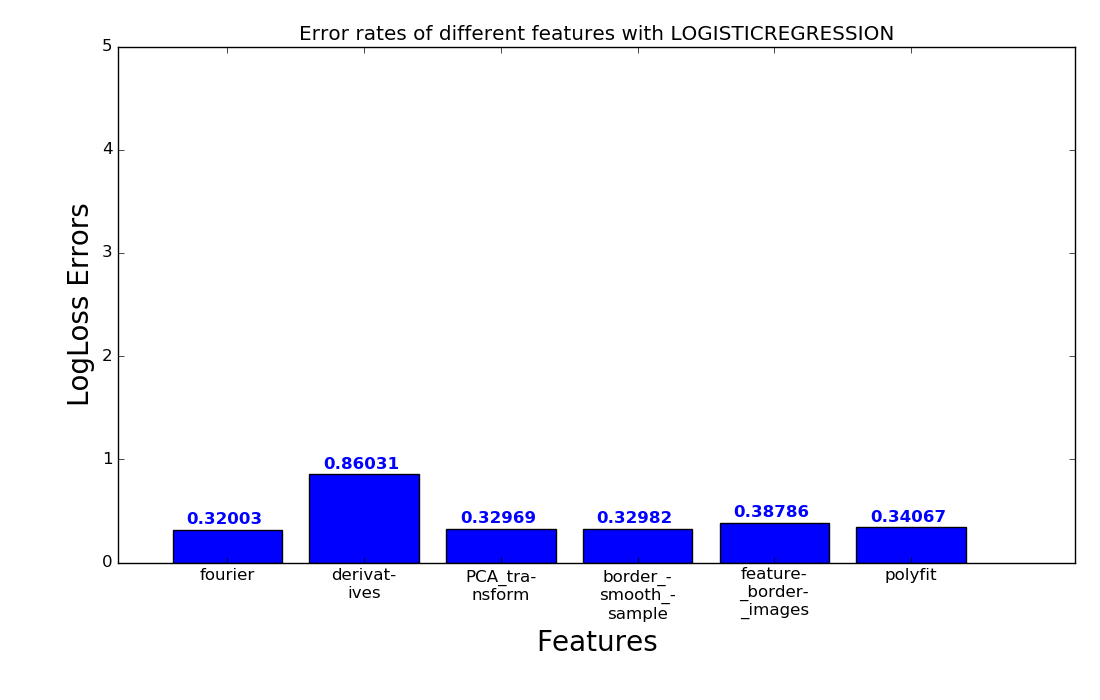 Error rates of different features with LOGISTICREGRESSION
5
4
3
2
1
0
LogLoss Errors
0.32003
0.86031
0.32969
0.32982
0.38786
0.34067
fourier
derivat-
ives
PCA_tra-
nsform
border_-
smooth_-
sample
feature-
_border-
_images
polyfit
Features